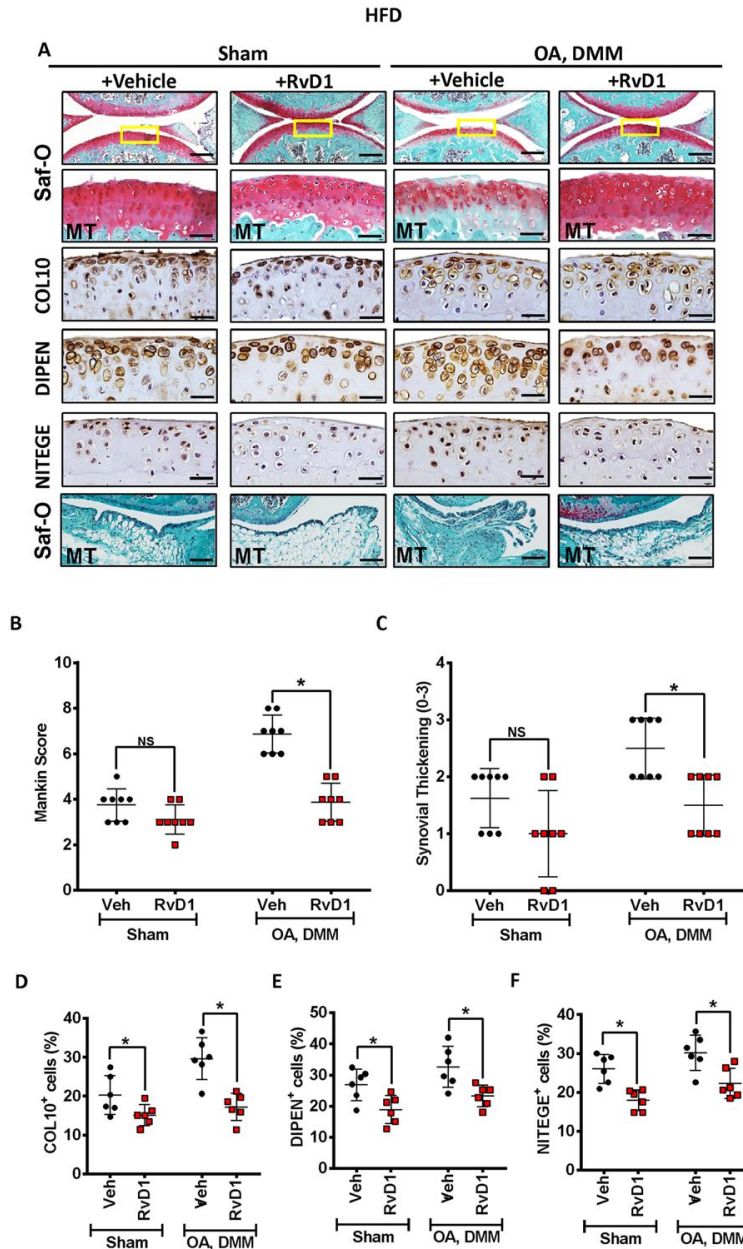 HFD
A
Sham OA, DMM
+Vehicle +RvD1 +Vehicle +RvD1
Saf-O
MT MT MT MT
COL10
DIPEN
NITEGE
Saf-O
MT MT MT MT
B
Mankin Score
10
8
6
4
2
0
NS
*
Veh RvD1 Veh RvD1
Sham OA, DMM
C
Synovial Thickening (0-3)
4
3
2
1
0
NS
*
Veh RvD1 Veh RvD1
Sham OA, DMM
D
COL10+ cells (%)
40
30
20
10
0
*
*
Veh RvD1 Veh RvD1
Sham OA, DMM
E
DIPEN+ cells (%)
50
40
30
20
10
0
*
*
Veh RvD1 Veh RvD1
Sham OA, DMM
F
NITEGE+ cells (%)
40
30
20
10
0
*
*
Veh RvD1 Veh RvD1
Sham OA, DMM